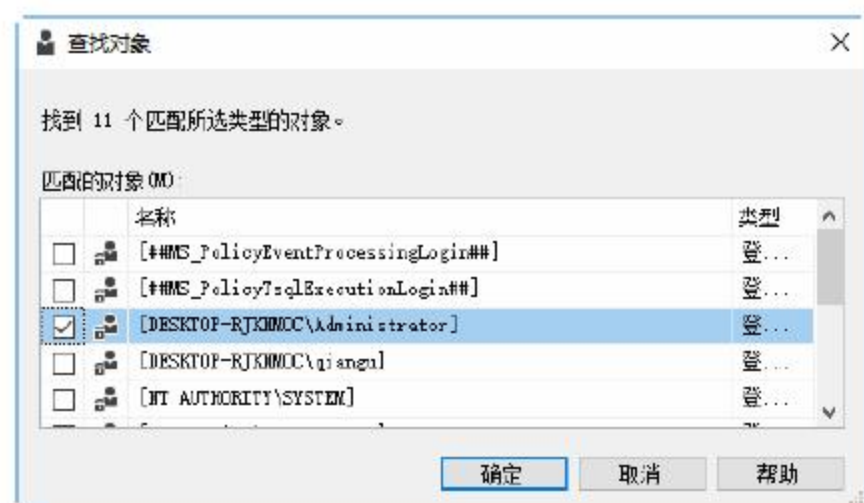 查找对象
找到 11 个匹配所选类型的对象。
匹配的对象(M):
名称 类型
[##MS_PolicyEventProcessingLogin##] 登...
[##MS_PolicyTsqlExecutionLogin##] 登...
[DESKTOP-RJKHMOC\Administrator] 登...
[DESKTOP-RJKHMOC\qiangu] 登...
[NT AUTHORITY\SYSTEM] 登...
确定 取消 帮助